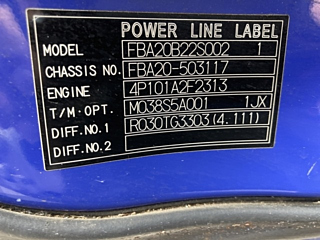 POWER LINE LABEL
MODEL FBA20B22S002 1
CHASSIS NO. FBA20-503117
ENGINE 4P101A2F2313
T/M·OPT. M038S5A001 1JX
DIFF.NO.1 R030TG3303(4.111)
DIFF.NO.2